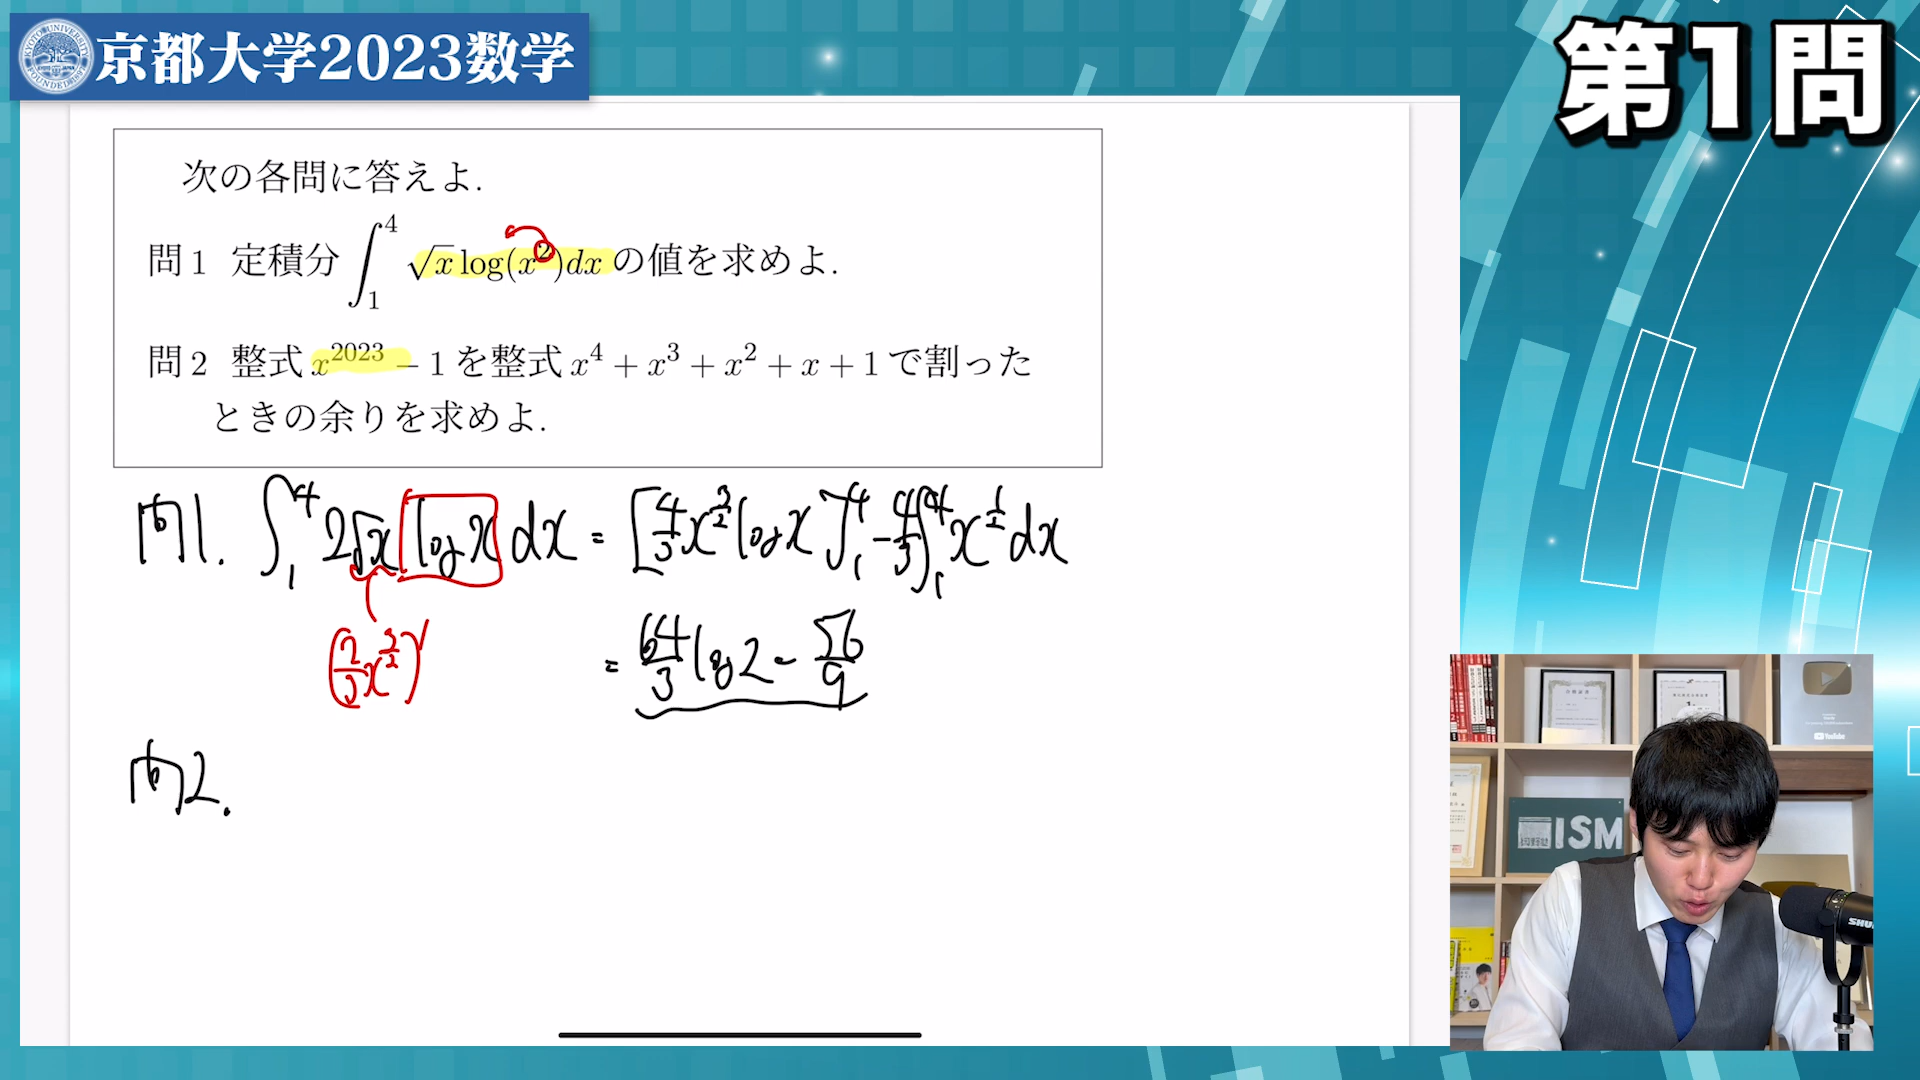 京都大学2023数学
第1問
次の各問に答えよ.
問1 定積分 ∫₁⁴ √x log(x²)dx の値を求めよ.
問2 整式 x²⁰²³ − 1 を整式 x⁴ + x³ + x² + x + 1 で割った
ときの余りを求めよ.
問1. ∫₁⁴ 2√x log x dx = [4/3 x^(3/2) log x]₁⁴ − 4/3 ∫₁⁴ x^(1/2) dx
(2/3 x^(3/2))′
= 64/3 log 2 − 56/9
問2.
ISM
YouTube
SHU